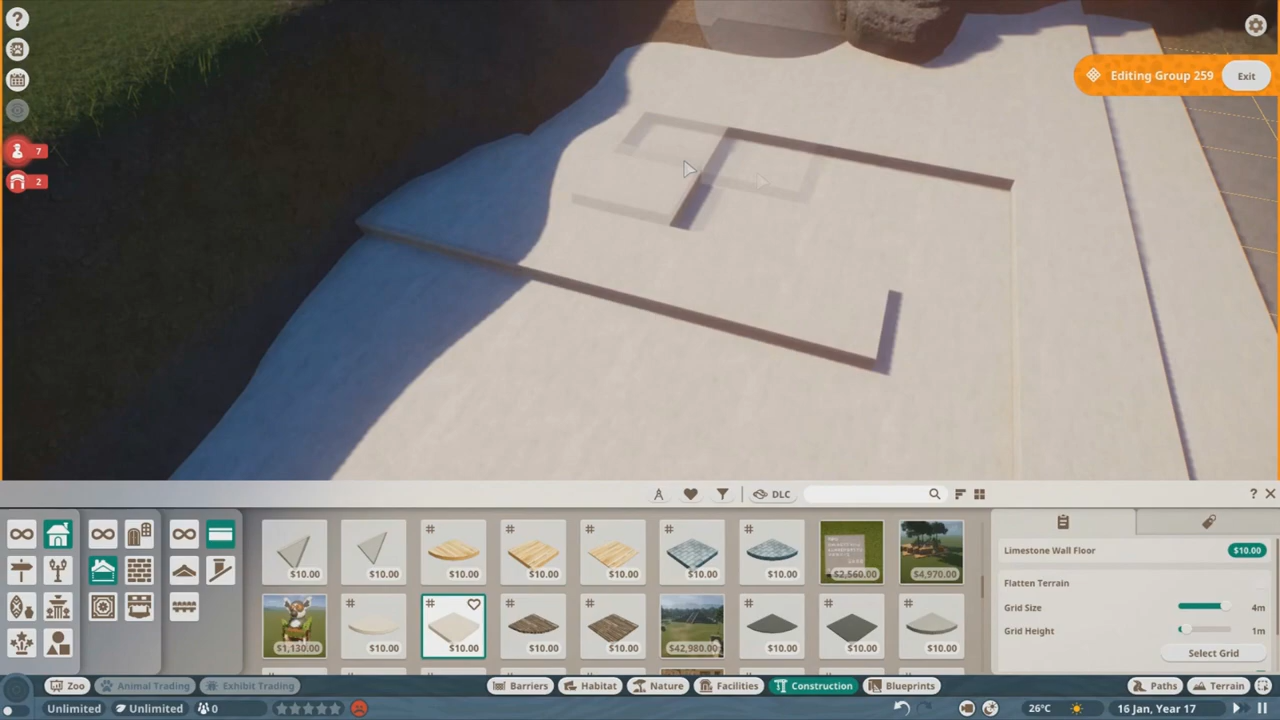 ?
7
2
Editing Group 259
Exit
DLC
?
$10.00
$10.00
$10.00
$10.00
$10.00
$10.00
$10.00
$2,560.00
$4,970.00
$1,130.00
$10.00
$10.00
$10.00
$10.00
$42,980.00
$10.00
$10.00
$10.00
Limestone Wall Floor
$10.00
Flatten Terrain
Grid Size
4m
Grid Height
1m
Select Grid
Zoo
Animal Trading
Exhibit Trading
Barriers
Habitat
Nature
Facilities
Construction
Blueprints
Paths
Terrain
Unlimited
Unlimited
0
26°C
16 Jan, Year 17